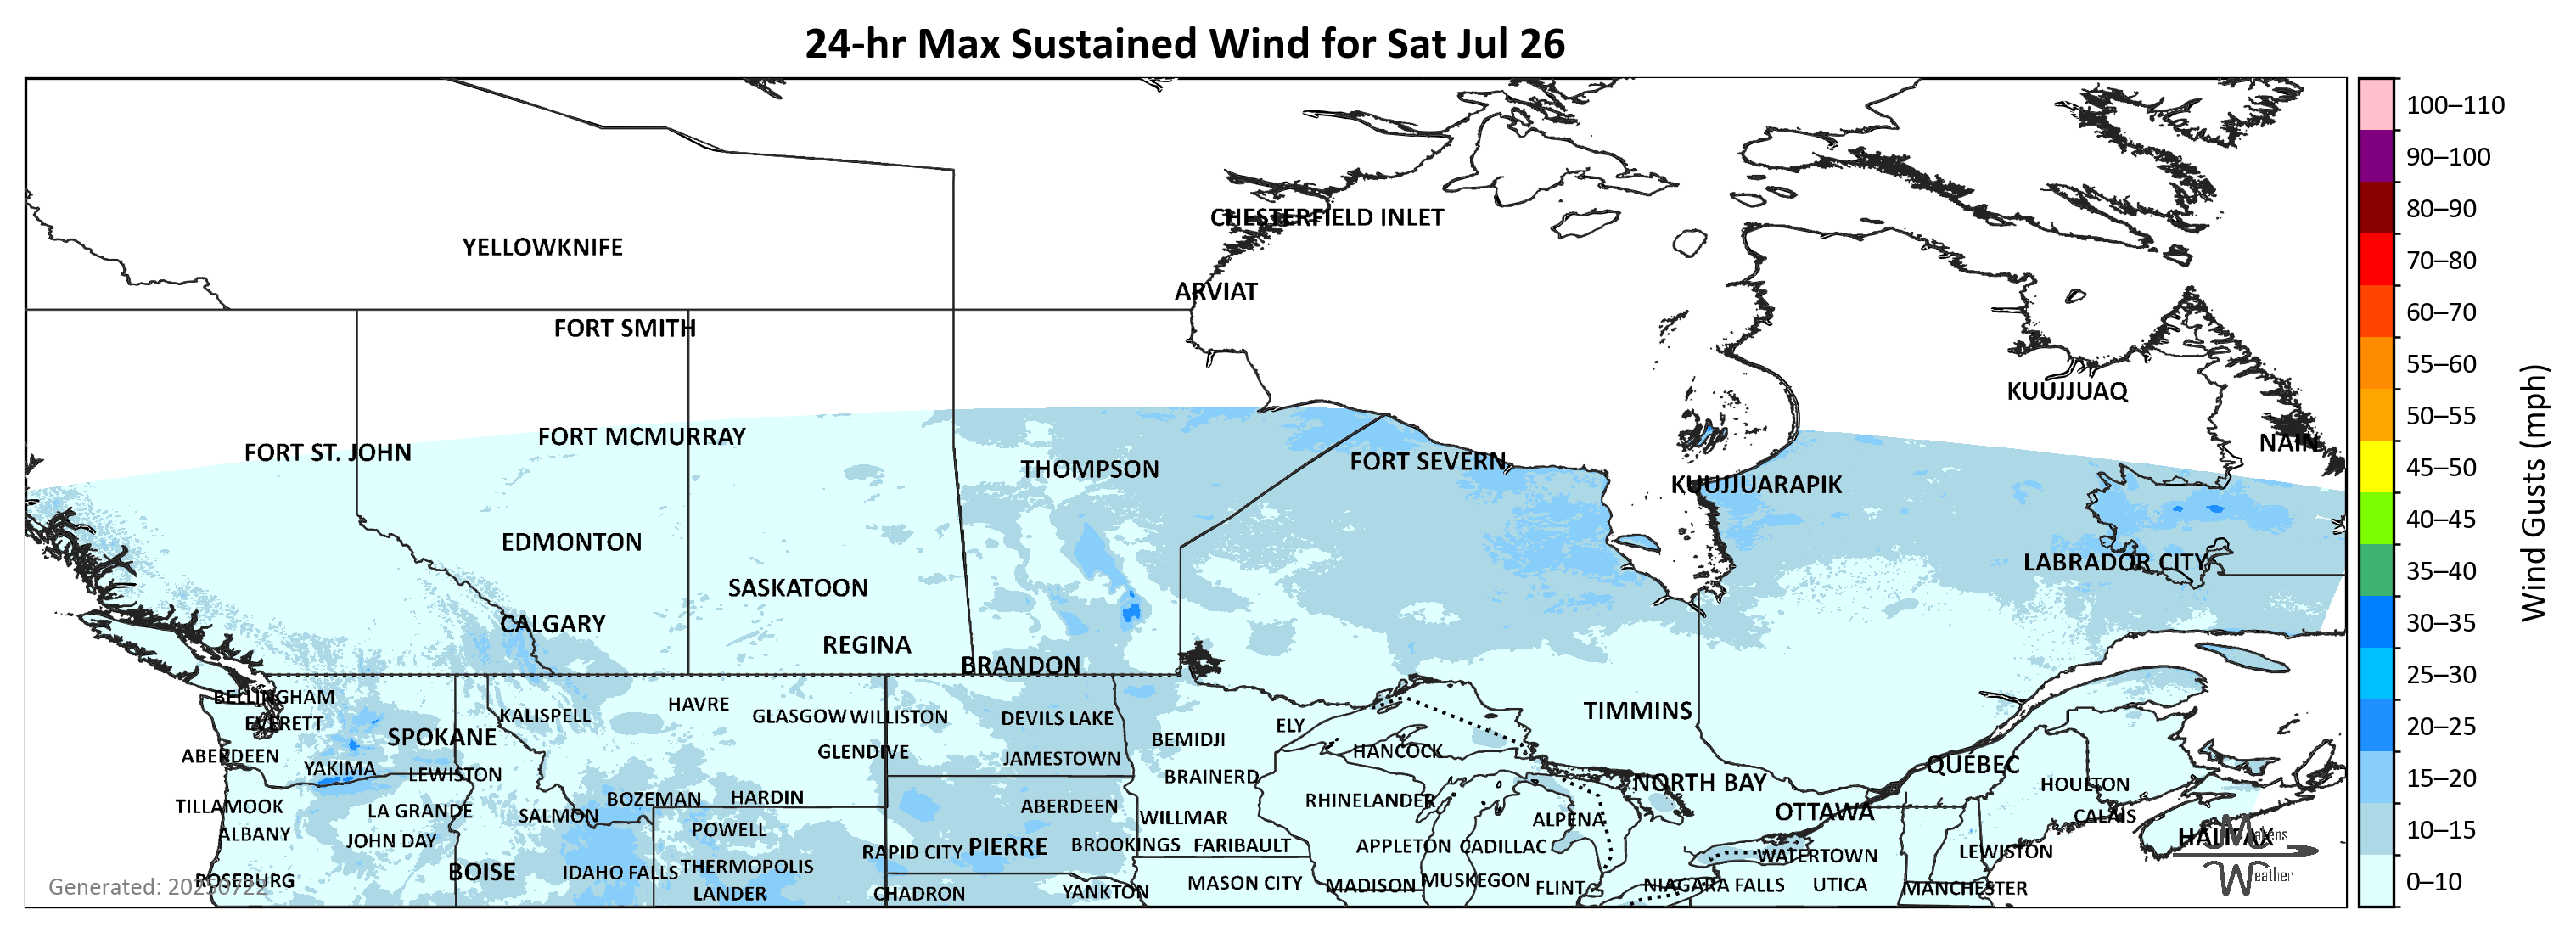 24-hr Max Sustained Wind for Sat Jul 26
CHESTERFIELD INLET
YELLOWKNIFE
ARVIAT
FORT SMITH
KUUJJUAQ
FORT MCMURRAY
NAIN
FORT ST. JOHN
FORT SEVERN
THOMPSON
KUUJJUARAPIK
EDMONTON
LABRADOR CITY
SASKATOON
CALGARY
REGINA
BRANDON
BELLINGHAM
HAVRE
TIMMINS
KALISPELL
GLASGOW
WILLISTON
DEVILS LAKE
EVERETT
ELY
SPOKANE
BEMIDJI
HANCOCK
ABERDEEN
GLENDIVE
JAMESTOWN
QUÉBEC
YAKIMA
LEWISTON
BRAINERD
NORTH BAY
HOULTON
BOZEMAN
HARDIN
RHINELANDER
TILLAMOOK
LA GRANDE
ABERDEEN
SALMON
WILLMAR
ALPENA
OTTAWA
CALAIS
ALBANY
POWELL
HALIFAX
Makens
JOHN DAY
RAPID CITY
PIERRE
BROOKINGS
FARIBAULT
APPLETON
CADILLAC
WATERTOWN
LEWISTON
BOISE
IDAHO FALLS
THERMOPOLIS
Weather
ROSEBURG
Generated: 20250722
LANDER
CHADRON
YANKTON
MASON CITY
MADISON
MUSKEGON
FLINT
NIAGARA FALLS
UTICA
MANCHESTER
100–110
90–100
80–90
70–80
60–70
55–60
50–55
45–50
40–45
35–40
30–35
25–30
20–25
15–20
10–15
0–10
Wind Gusts (mph)